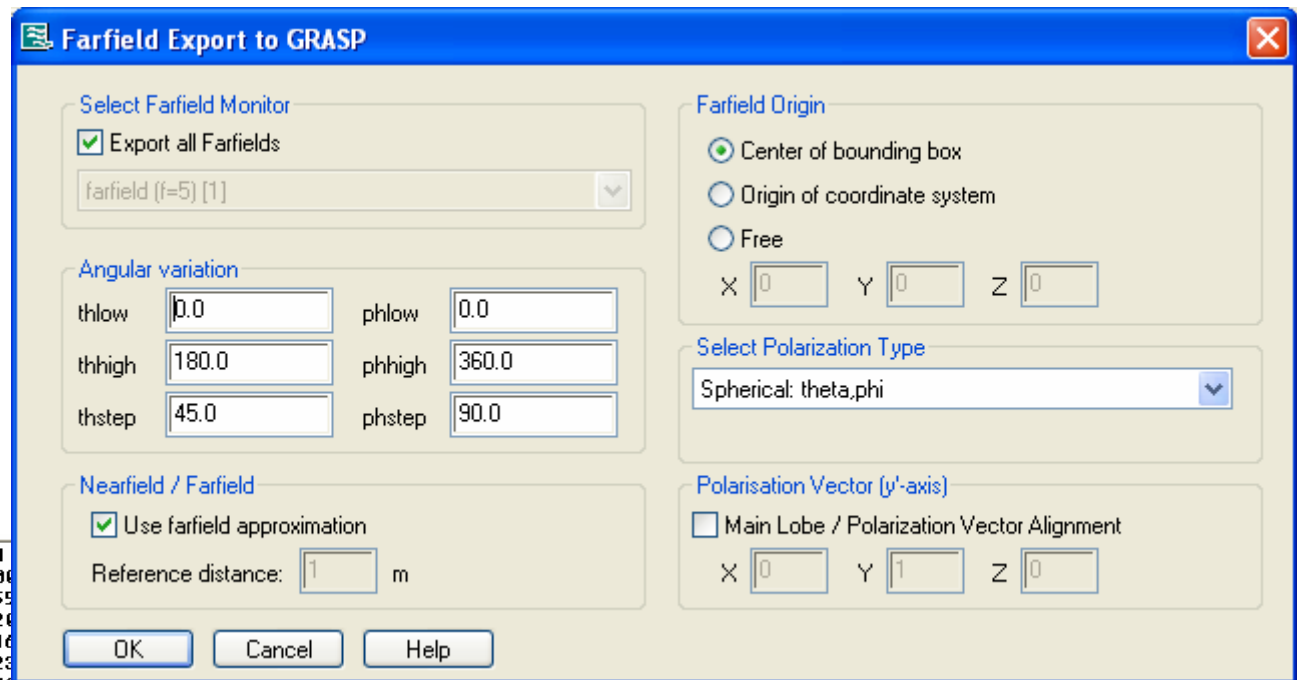 Farfield Export to GRASP
Select Farfield Monitor
Export all Farfields
farfield (f=5) [1]
Angular variation
thlow 0.0 phlow 0.0
thhigh 180.0 phhigh 360.0
thstep 45.0 phstep 90.0
Nearfield / Farfield
Use farfield approximation
Reference distance: 1 m
Farfield Origin
Center of bounding box
Origin of coordinate system
Free
X 0 Y 0 Z 0
Select Polarization Type
Spherical: theta,phi
Polarisation Vector (y'-axis)
Main Lobe / Polarization Vector Alignment
X 0 Y 1 Z 0
OK Cancel Help